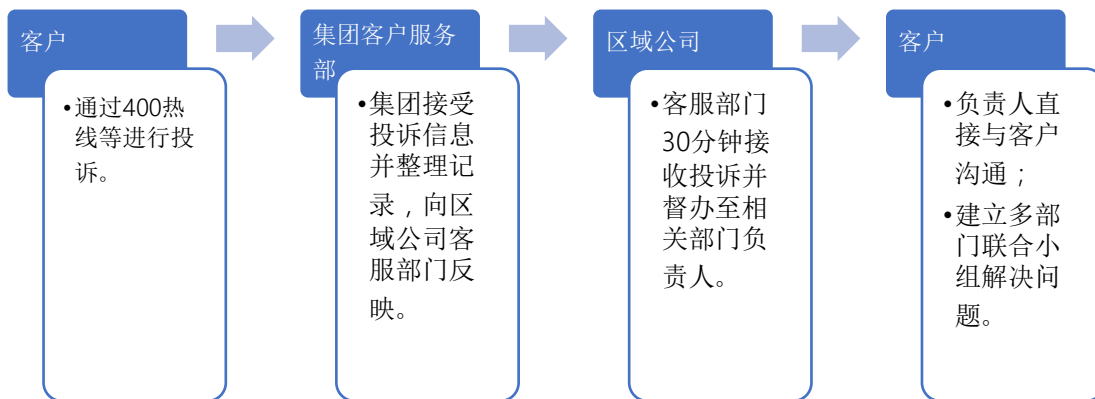 客户
•通过400热
线等进行投
诉。
集团客户服务
部
•集团接受
投诉信息
并整理记
录，向区
域公司客
服部门反
映。
区域公司
•客服部门
30分钟接
收投诉并
督办至相
关部门负
责人。
客户
•负责人直
接与客户
沟通；
•建立多部
门联合小
组解决问
题。